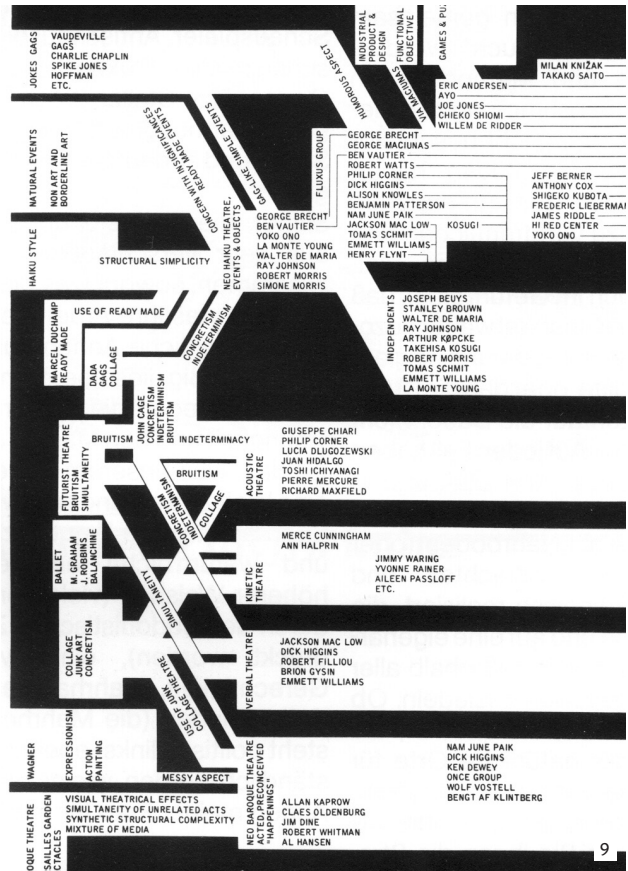 JOKES GAGS
VAUDEVILLE
GAGS
CHARLIE CHAPLIN
SPIKE JONES
HOFFMAN
ETC.
GAG-LIKE SIMPLE EVENTS
HUMOROUS ASPECT
INDUSTRIAL
PRODUCT &
DESIGN
FUNCTIONAL
OBJECTIVE
VIA MACIUNAS
MILAN KNIŽAK
TAKAKO SAITO
ERIC ANDERSEN
AYO
JOE JONES
CHIEKO SHIOMI
WILLEM DE RIDDER
NATURAL EVENTS
NON ART AND
BORDERLINE ART
CONCERN WITH INSIGNIFICANCES
READY MADE EVENTS
FLUXUS GROUP
GEORGE BRECHT
GEORGE MACIUNAS
BEN VAUTIER
ROBERT WATTS
PHILIP CORNER
DICK HIGGINS
ALISON KNOWLES
BENJAMIN PATTERSON
NAM JUNE PAIK
JACKSON MAC LOW
TOMAS SCHMIT
EMMETT WILLIAMS
HENRY FLYNT
KOSUGI
JEFF BERNER
ANTHONY COX
SHIGEKO KUBOTA
FREDERIC LIEBERMAN
JAMES RIDDLE
HI RED CENTER
YOKO ONO
HAIKU STYLE
STRUCTURAL SIMPLICITY
NEO HAIKU THEATRE,
EVENTS & OBJECTS
GEORGE BRECHT
BEN VAUTIER
YOKO ONO
LA MONTE YOUNG
WALTER DE MARIA
RAY JOHNSON
ROBERT MORRIS
SIMONE MORRIS
INDEPENDENTS
JOSEPH BEUYS
STANLEY BROUWN
WALTER DE MARIA
RAY JOHNSON
ARTHUR KØPCKE
TAKEHISA KOSUGI
ROBERT MORRIS
TOMAS SCHMIT
EMMETT WILLIAMS
LA MONTE YOUNG
MARCEL DUCHAMP
READY MADE
USE OF READY MADE
DADA
GAGS
COLLAGE
CONCRETISM
INDETERMINISM
JOHN CAGE
CONCRETISM
INDETERMINISM
BRUITISM
FUTURIST THEATRE
BRUITISM
SIMULTANEITY
BRUITISM
INDETERMINACY
BRUITISM
COLLAGE
CONCRETISM
INDETERMINISM
SIMULTANEITY
ACOUSTIC
THEATRE
GIUSEPPE CHIARI
PHILIP CORNER
LUCIA DLUGOZEWSKI
JUAN HIDALGO
TOSHI ICHIYANAGI
PIERRE MERCURE
RICHARD MAXFIELD
BALLET
M. GRAHAM
J. ROBBINS
BALANCHINE
KINETIC
THEATRE
MERCE CUNNINGHAM
ANN HALPRIN
JIMMY WARING
YVONNE RAINER
AILEEN PASSLOFF
ETC.
COLLAGE
JUNK ART
CONCRETISM
USE OF JUNK
COLLAGE THEATRE
VERBAL THEATRE
JACKSON MAC LOW
DICK HIGGINS
ROBERT FILLIOU
BRION GYSIN
EMMETT WILLIAMS
WAGNER
EXPRESSIONISM
ACTION
PAINTING
MESSY ASPECT
VISUAL THEATRICAL EFFECTS
SIMULTANEITY OF UNRELATED ACTS
SYNTHETIC STRUCTURAL COMPLEXITY
MIXTURE OF MEDIA
NEO BAROQUE THEATRE
ACTED, PRECONCEIVED
"HAPPENINGS"
ALLAN KAPROW
CLAES OLDENBURG
JIM DINE
ROBERT WHITMAN
AL HANSEN
NAM JUNE PAIK
DICK HIGGINS
KEN DEWEY
ONCE GROUP
WOLF VOSTELL
BENGT AF KLINTBERG
OQUE THEATRE
SAILLES GARDEN
CTACLES
9